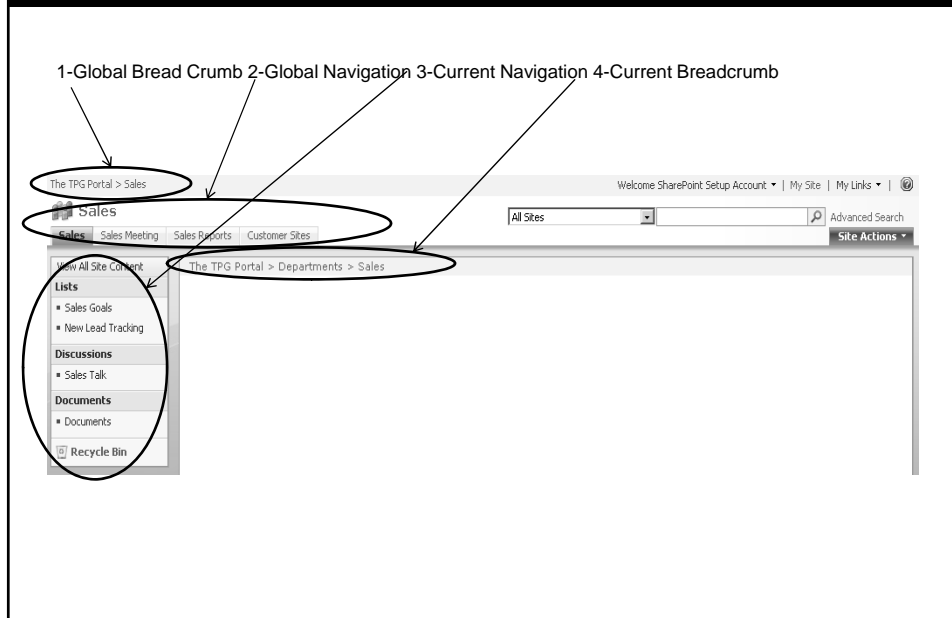 1-Global Bread Crumb 2-Global Navigation 3-Current Navigation 4-Current Breadcrumb
The TPG Portal > Sales
Welcome SharePoint Setup Account | My Site | My Links |
Sales
All Sites
Advanced Search
Sales Sales Meeting Sales Reports Customer Sites
Site Actions
View All Site Content
The TPG Portal > Departments > Sales
Lists
Sales Goals
New Lead Tracking
Discussions
Sales Talk
Documents
Documents
Recycle Bin